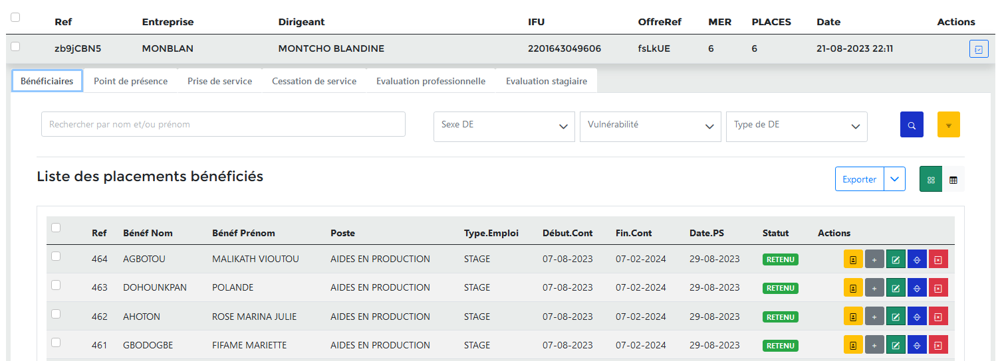 Ref Entreprise Dirigeant IFU OffreRef MER PLACES Date Actions
zb9jCBN5 MONBLAN MONTCHO BLANDINE 2201643049606 fsLkUE 6 6 21-08-2023 22:11
Bénéficiaires Point de présence Prise de service Cessation de service Evaluation professionnelle Evaluation stagiaire
Rechercher par nom et/ou prénom Sexe DE Vulnérabilité Type de DE
Liste des placements bénéficiés Exporter
Ref Bénéf Nom Bénéf Prénom Poste Type.Emploi Début.Cont Fin.Cont Date.PS Statut Actions
464 AGBOTOU MALIKATH VIOUTOU AIDES EN PRODUCTION STAGE 07-08-2023 07-02-2024 29-08-2023 RETENU
463 DOHOUNKPAN POLANDE AIDES EN PRODUCTION STAGE 07-08-2023 07-02-2024 29-08-2023 RETENU
462 AHOTON ROSE MARINA JULIE AIDES EN PRODUCTION STAGE 07-08-2023 07-02-2024 29-08-2023 RETENU
461 GBODOGBE FIFAME MARIETTE AIDES EN PRODUCTION STAGE 07-08-2023 07-02-2024 29-08-2023 RETENU